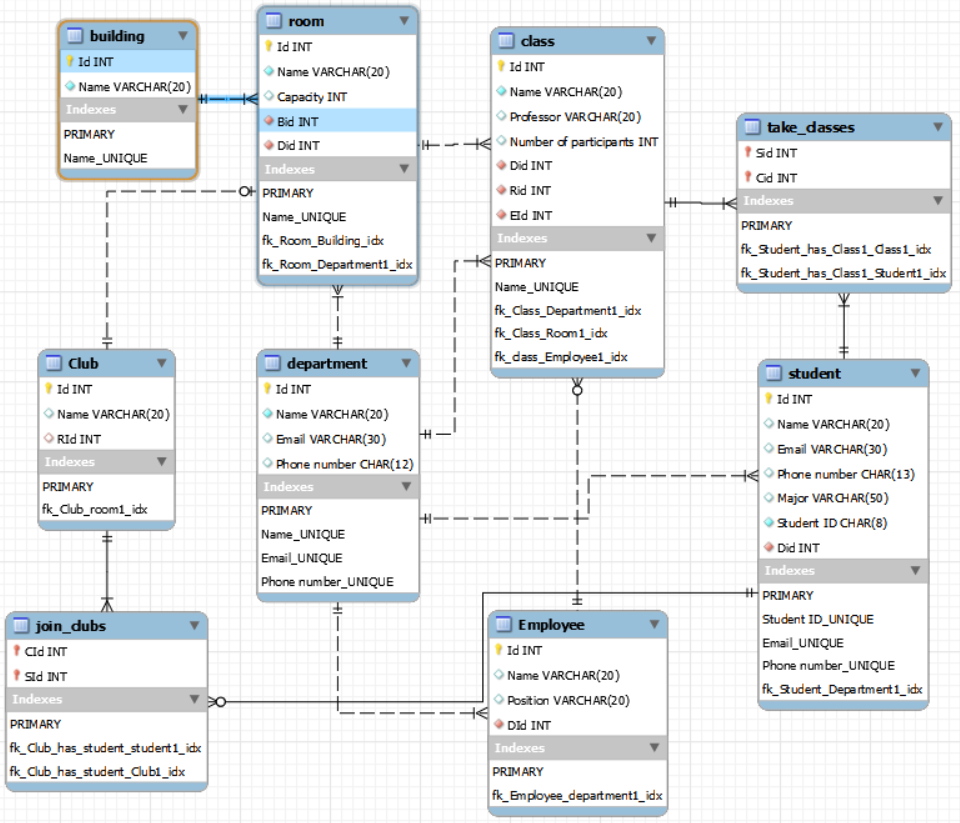 building
Id INT
Name VARCHAR(20)
Indexes
PRIMARY
Name_UNIQUE
room
Id INT
Name VARCHAR(20)
Capacity INT
Bid INT
Did INT
Indexes
PRIMARY
Name_UNIQUE
fk_Room_Building_idx
fk_Room_Department1_idx
class
Id INT
Name VARCHAR(20)
Professor VARCHAR(20)
Number of participants INT
Did INT
Rid INT
EId INT
Indexes
PRIMARY
Name_UNIQUE
fk_Class_Department1_idx
fk_Class_Room1_idx
fk_class_Employee1_idx
take_classes
Sid INT
Cid INT
Indexes
PRIMARY
fk_Student_has_Class1_Class1_idx
fk_Student_has_Class1_Student1_idx
Club
Id INT
Name VARCHAR(20)
RId INT
Indexes
PRIMARY
fk_Club_room1_idx
department
Id INT
Name VARCHAR(20)
Email VARCHAR(30)
Phone number CHAR(12)
Indexes
PRIMARY
Name_UNIQUE
Email_UNIQUE
Phone number_UNIQUE
student
Id INT
Name VARCHAR(20)
Email VARCHAR(30)
Phone number CHAR(13)
Major VARCHAR(50)
Student ID CHAR(8)
Did INT
Indexes
PRIMARY
Student ID_UNIQUE
Email_UNIQUE
Phone number_UNIQUE
fk_Student_Department1_idx
join_clubs
CId INT
SId INT
Indexes
PRIMARY
fk_Club_has_student_student1_idx
fk_Club_has_student_Club1_idx
Employee
Id INT
Name VARCHAR(20)
Position VARCHAR(20)
DId INT
Indexes
PRIMARY
fk_Employee_department1_idx